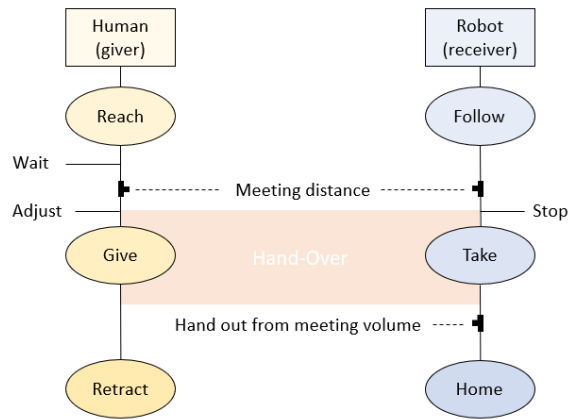 Human
(giver)
Robot
(receiver)
Reach
Follow
Wait
Meeting distance
Adjust
Stop
Give
Hand-Over
Take
Hand out from meeting volume
Retract
Home